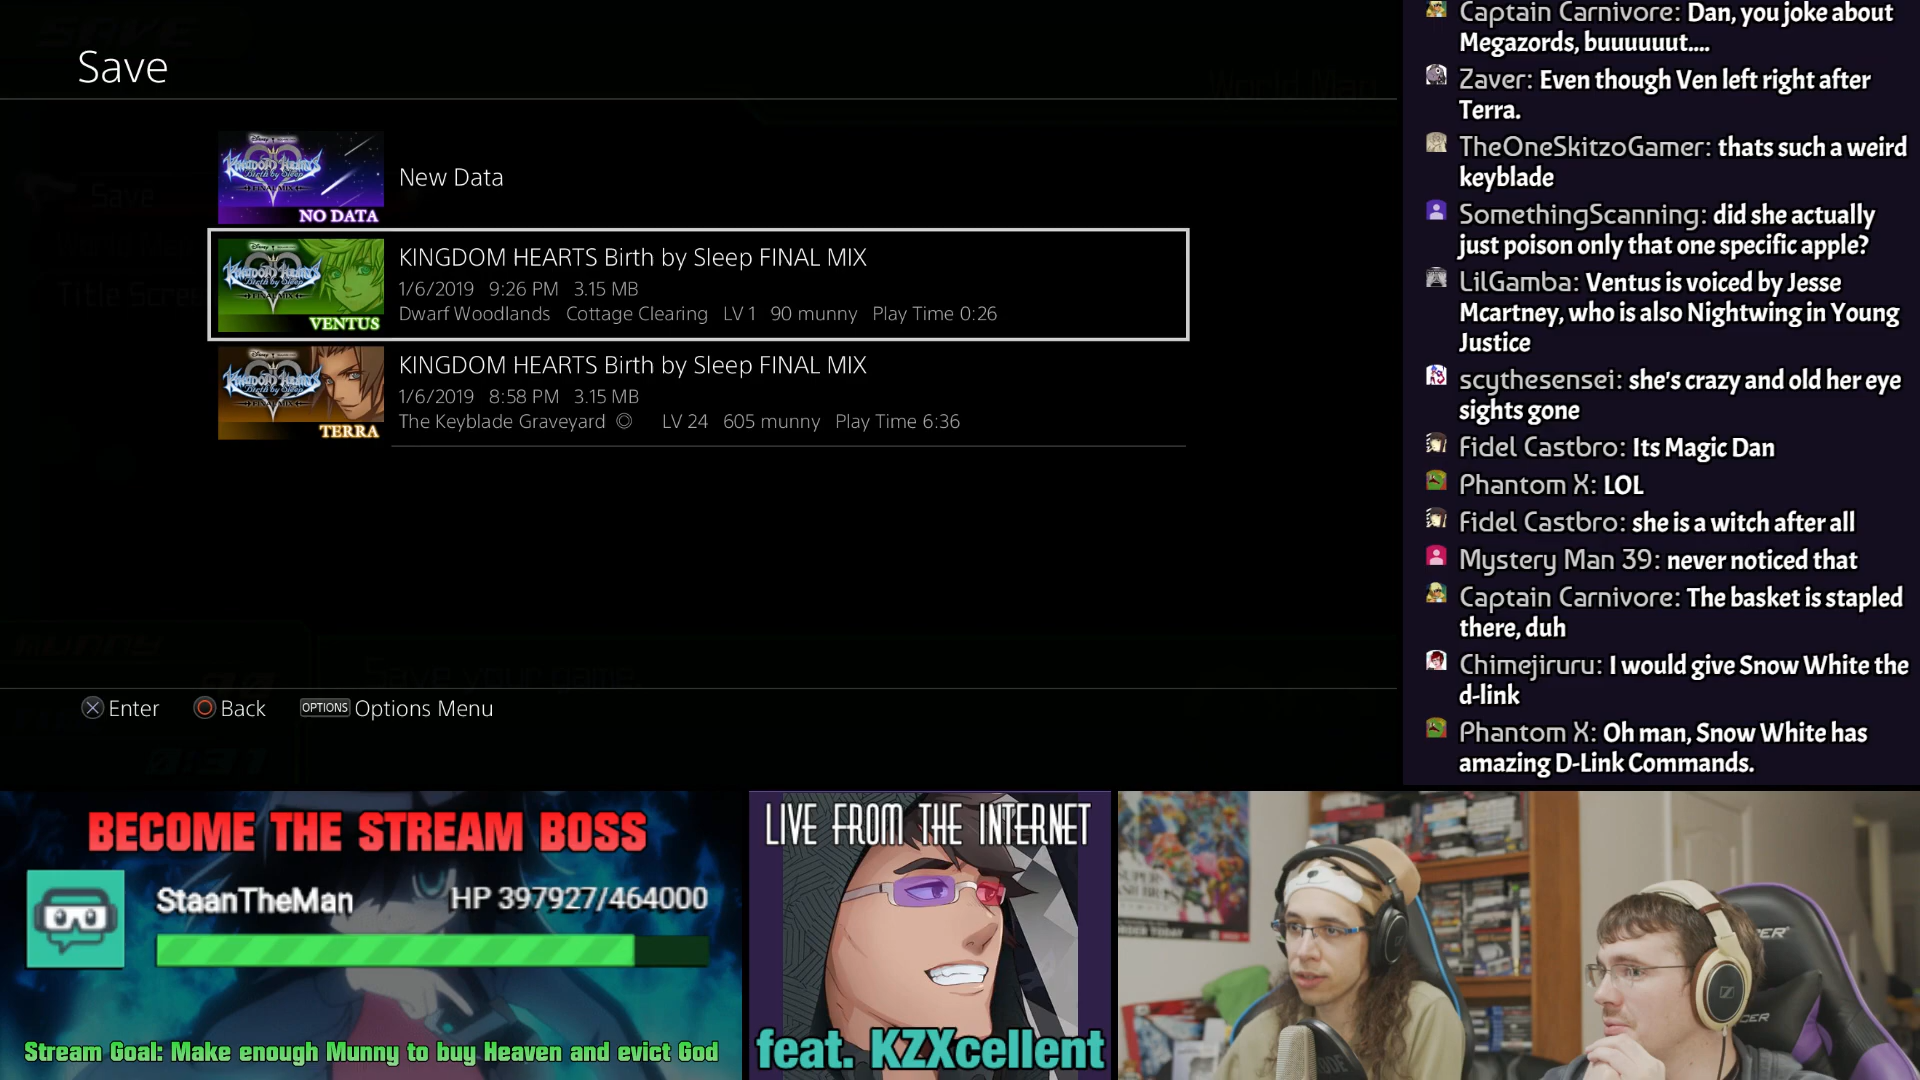 Save
World Map
NO DATA
New Data
VENTUS
KINGDOM HEARTS Birth by Sleep FINAL MIX
1/6/2019 9:26 PM 3.15 MB
Dwarf Woodlands Cottage Clearing LV 1 90 munny Play Time 0:26
TERRA
KINGDOM HEARTS Birth by Sleep FINAL MIX
1/6/2019 8:58 PM 3.15 MB
The Keyblade Graveyard ◎ LV 24 605 munny Play Time 6:36
Save
MUNNY
90
Save your game.
0:31
Enter Back OPTIONS Options Menu
Captain Carnivore: Dan, you joke about
Megazords, buuuuuut....
Zaver: Even though Ven left right after
Terra.
TheOneSkitzoGamer: thats such a weird
keyblade
SomethingScanning: did she actually
just poison only that one specific apple?
LilGamba: Ventus is voiced by Jesse
Mcartney, who is also Nightwing in Young
Justice
scythesensei: she's crazy and old her eye
sights gone
Fidel Castbro: Its Magic Dan
Phantom X: LOL
Fidel Castbro: she is a witch after all
Mystery Man 39: never noticed that
Captain Carnivore: The basket is stapled
there, duh
Chimejiruru: I would give Snow White the
d-link
Phantom X: Oh man, Snow White has
amazing D-Link Commands.
BECOME THE STREAM BOSS
StaanTheMan HP 397927/464000
Stream Goal: Make enough Munny to buy Heaven and evict God
LIVE FROM THE INTERNET
feat. KZXcellent